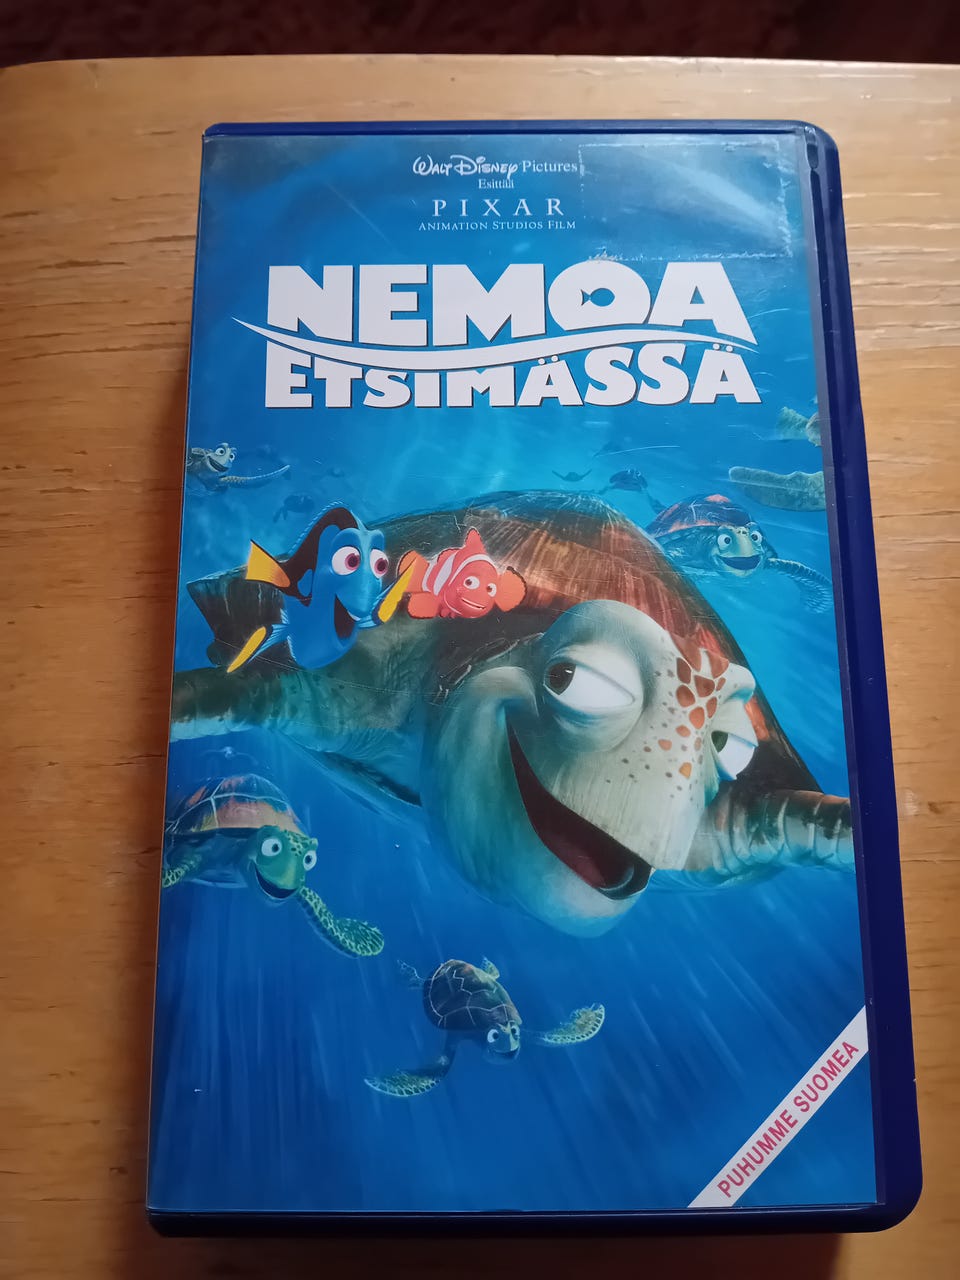 WALT DISNEY Pictures
Esittää
PIXAR
ANIMATION STUDIOS FILM
NEMOA
ETSIMÄSSÄ
PUHUMME SUOMEA